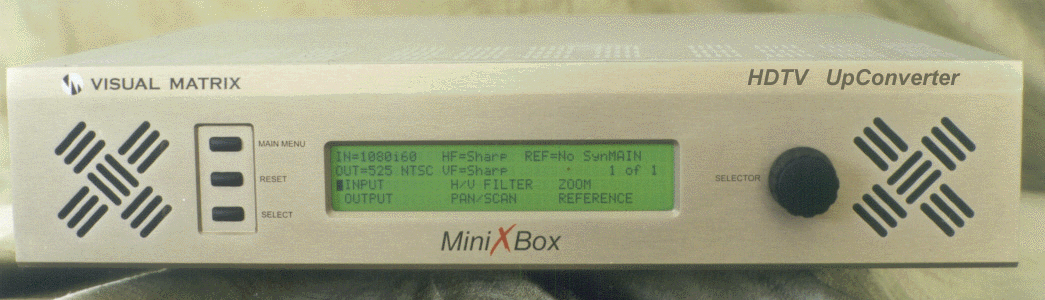 VISUAL MATRIX
HDTV UpConverter
MAIN MENU
RESET
SELECT
IN=1080i60 HF=Sharp REF=No SynMAIN
OUT=525 NTSC VF=Sharp 1 of 1
INPUT H/V FILTER ZOOM
OUTPUT PAN/SCAN REFERENCE
SELECTOR
MiniXBox